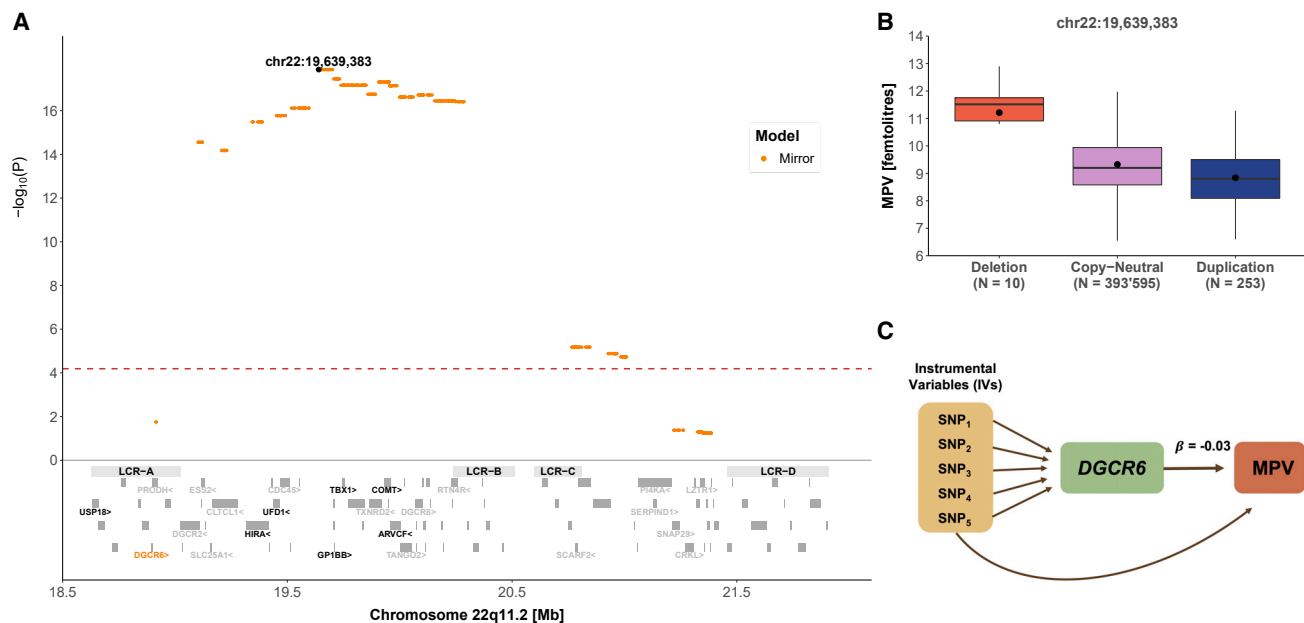 A
chr22:19,639,383
Model
Mirror
−log10(P)
16
14
12
10
8
6
4
2
0
LCR−A
LCR−B
LCR−C
LCR−D
PRODH<
ESS2<
CDC45>
TBX1>
COMT>
RTN4R<
PI4KA<
LZTR1>
USP18>
CLTCL1<
UFD1<
TXNRD2<
DGCR8>
SERPIND1>
DGCR2<
HIRA<
ARVCF<
SNAP29>
DGCR6>
SLC25A1<
GP1BB>
TANGO2>
SCARF2<
CRKL>
18.5
19.5
20.5
21.5
Chromosome 22q11.2 [Mb]
B
chr22:19,639,383
MPV [femtolitres]
14
13
12
11
10
9
8
7
6
Deletion
(N = 10)
Copy−Neutral
(N = 393'595)
Duplication
(N = 253)
C
Instrumental
Variables (IVs)
SNP1
SNP2
SNP3
SNP4
SNP5
DGCR6
β = -0.03
MPV